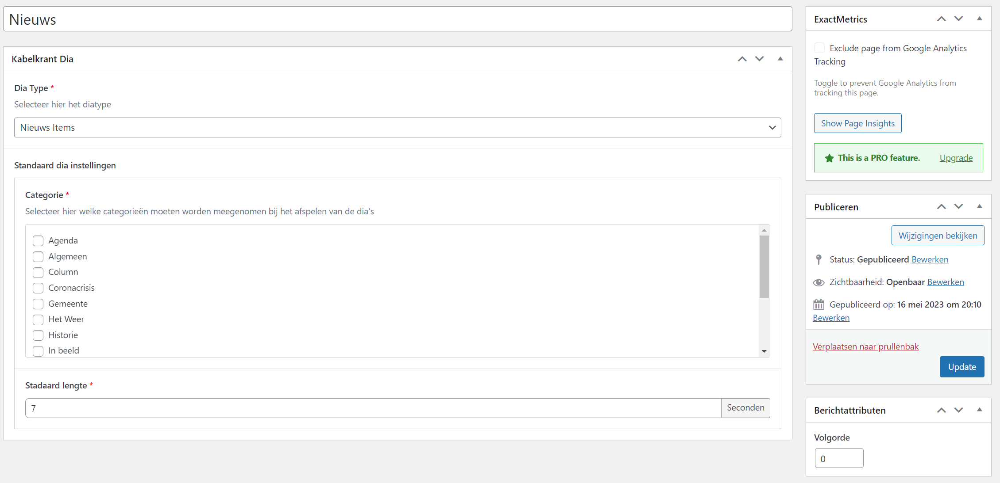 Nieuws
Kabelkrant Dia
Dia Type *
Selecteer hier het diatype
Nieuws Items
Standaard dia instellingen
Categorie *
Selecteer hier welke categorieën moeten worden meegenomen bij het afspelen van de dia's
Agenda
Algemeen
Column
Coronacrisis
Gemeente
Het Weer
Historie
In beeld
Stadaard lengte *
7
Seconden
ExactMetrics
Exclude page from Google Analytics
Tracking
Toggle to prevent Google Analytics from
tracking this page.
Show Page Insights
This is a PRO feature. Upgrade
Publiceren
Wijzigingen bekijken
Status: Gepubliceerd Bewerken
Zichtbaarheid: Openbaar Bewerken
Gepubliceerd op: 16 mei 2023 om 20:10
Bewerken
Verplaatsen naar prullenbak
Update
Berichtattributen
Volgorde
0